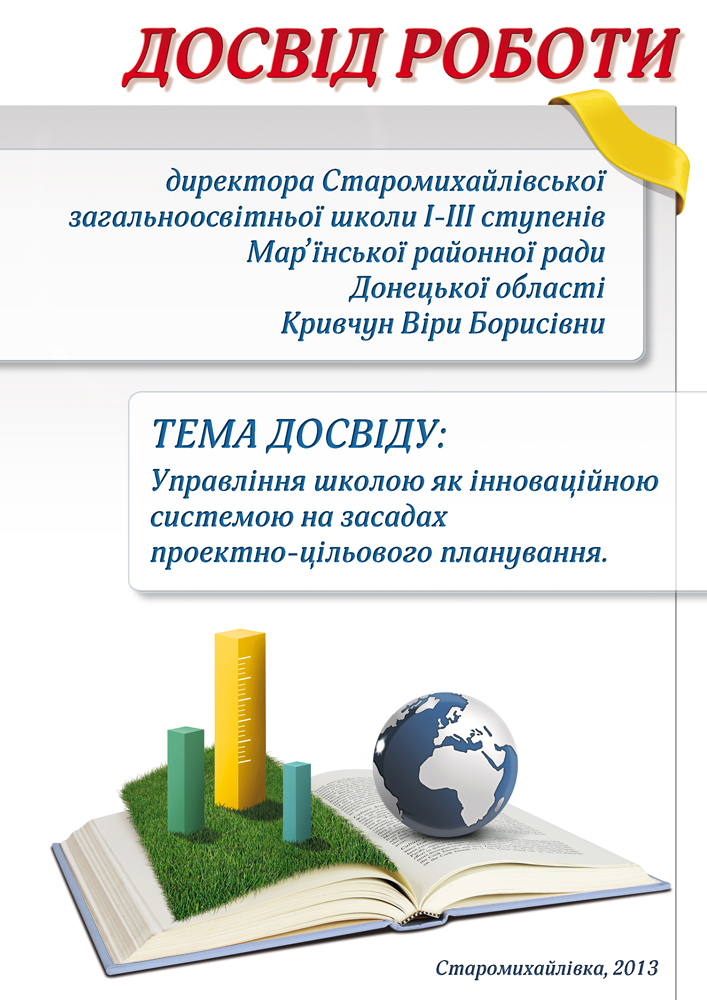 ДОСВІД РОБОТИ
директора Старомихайлівської
загальноосвітньої школи І-ІІІ ступенів
Мар’їнської районної ради
Донецької області
Кривчун Віри Борисівни
ТЕМА ДОСВІДУ:
Управління школою як інноваційною
системою на засадах
проектно-цільового планування.
Старомихайлівка, 2013